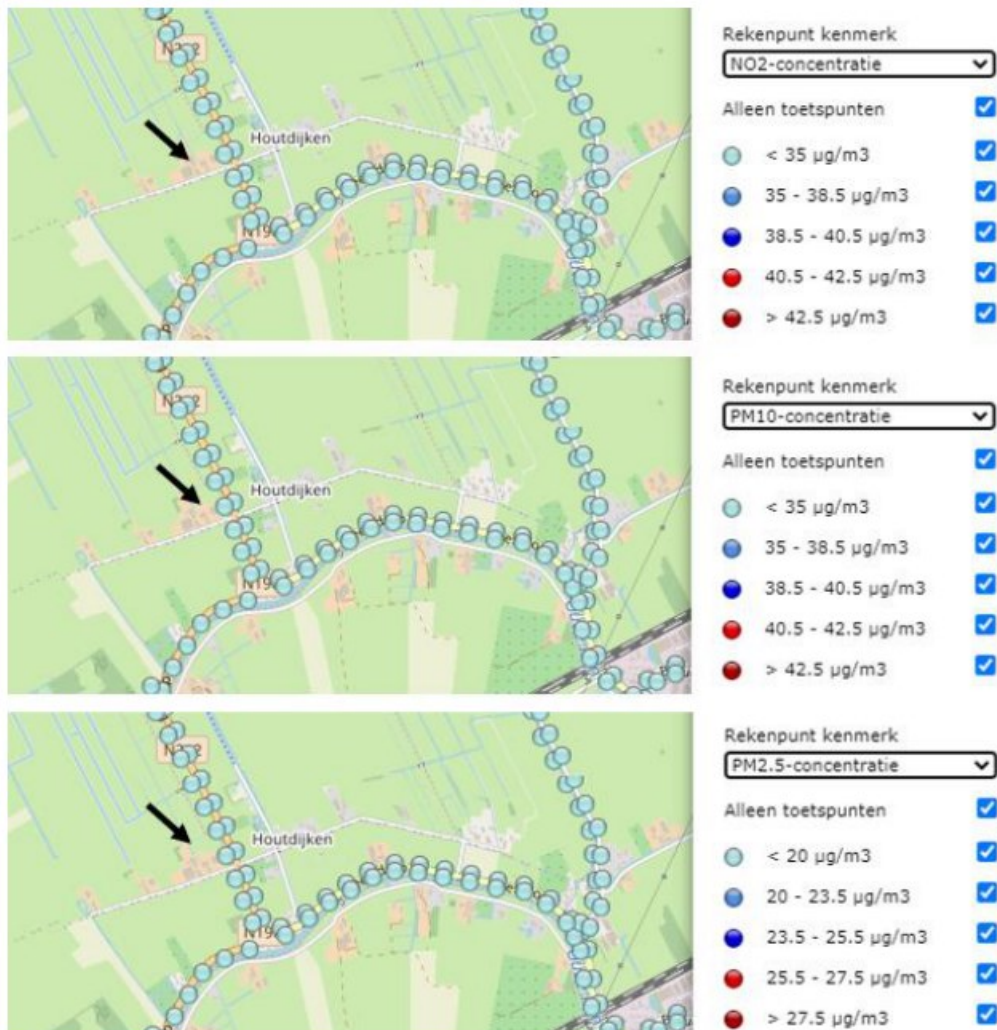 Houtdijken
Rekenpunt kenmerk
NO2-concentratie
Alleen toetspunten
< 35 µg/m3
35 - 38.5 µg/m3
38.5 - 40.5 µg/m3
40.5 - 42.5 µg/m3
> 42.5 µg/m3
Houtdijken
Rekenpunt kenmerk
PM10-concentratie
Alleen toetspunten
< 35 µg/m3
35 - 38.5 µg/m3
38.5 - 40.5 µg/m3
40.5 - 42.5 µg/m3
> 42.5 µg/m3
Houtdijken
Rekenpunt kenmerk
PM2.5-concentratie
Alleen toetspunten
< 20 µg/m3
20 - 23.5 µg/m3
23.5 - 25.5 µg/m3
25.5 - 27.5 µg/m3
> 27.5 µg/m3